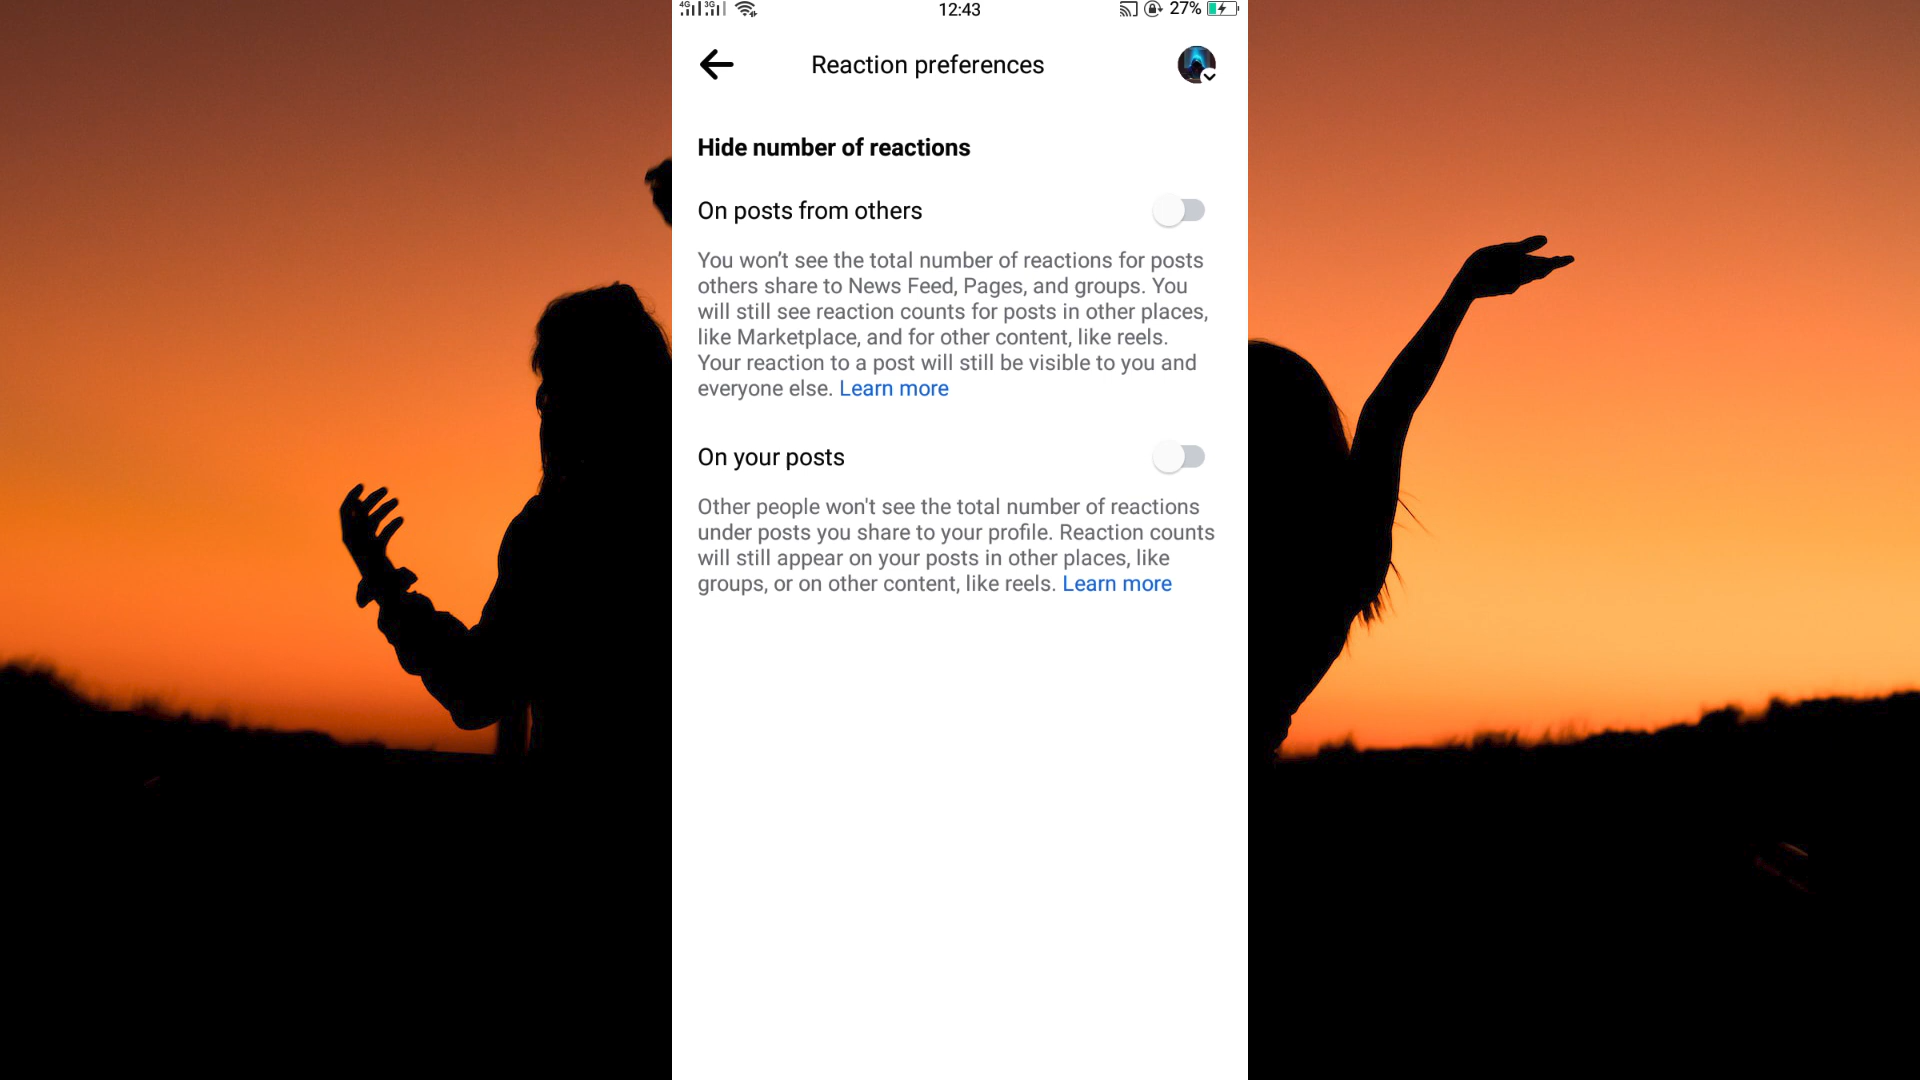 4G 3G 12:43 27%
Reaction preferences
Hide number of reactions
On posts from others
You won’t see the total number of reactions for posts
others share to News Feed, Pages, and groups. You
will still see reaction counts for posts in other places,
like Marketplace, and for other content, like reels.
Your reaction to a post will still be visible to you and
everyone else. Learn more
On your posts
Other people won't see the total number of reactions
under posts you share to your profile. Reaction counts
will still appear on your posts in other places, like
groups, or on other content, like reels. Learn more